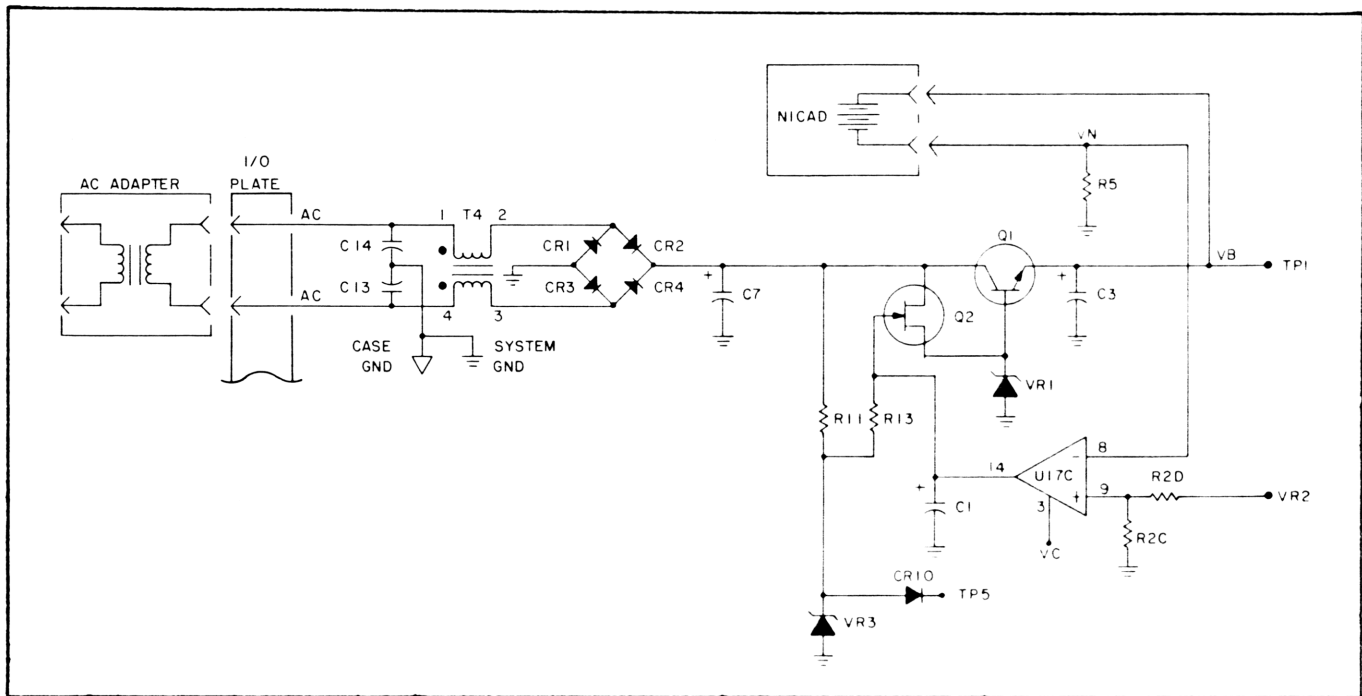 NICAD
VN
R5
I/O
PLATE
AC ADAPTER
AC
1 T4 2
C14
CR1 CR2
Q1
VB
TP1
C13
CR3 CR4
+
C7
+
C3
Q2
AC
4 3
CASE
GND
SYSTEM
GND
VR1
R11 R13
14 U17C − 8
+ 9
3
R2D
VR2
+
C1
VC
R2C
CR10
TP5
VR3